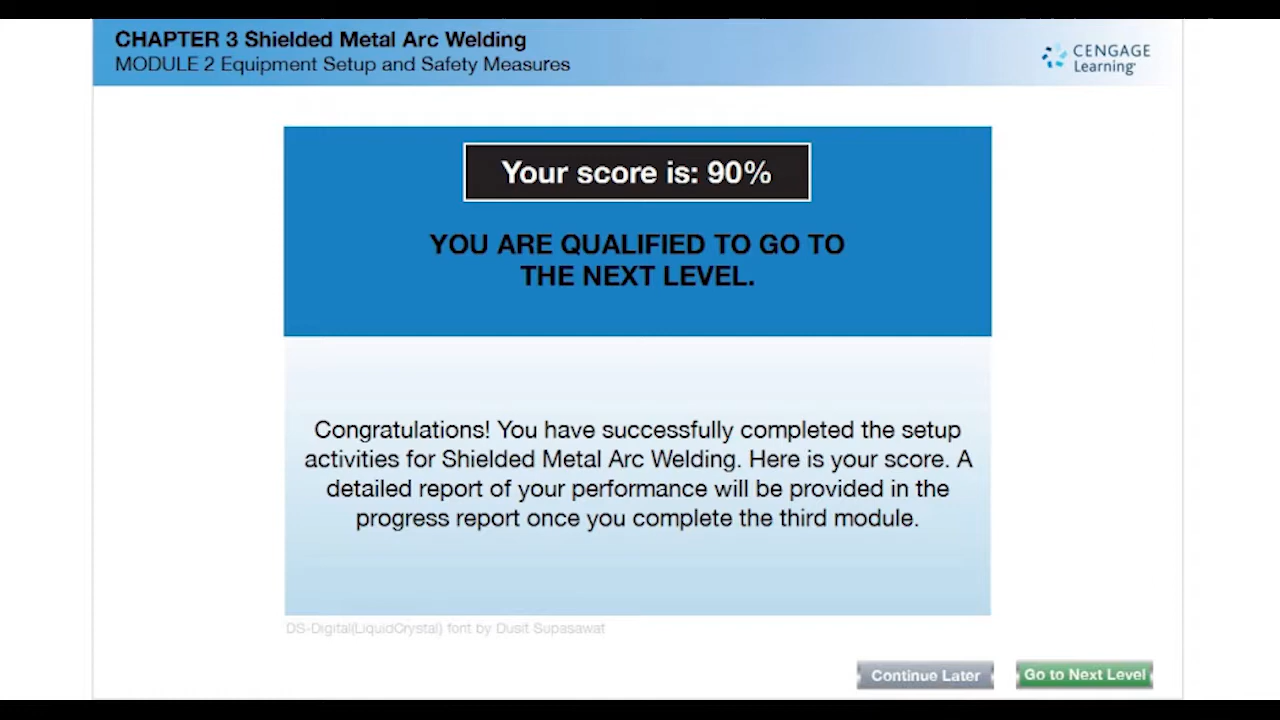 CHAPTER 3 Shielded Metal Arc Welding
MODULE 2 Equipment Setup and Safety Measures
CENGAGE
Learning
Your score is: 90%
YOU ARE QUALIFIED TO GO TO
THE NEXT LEVEL.
Congratulations! You have successfully completed the setup
activities for Shielded Metal Arc Welding. Here is your score. A
detailed report of your performance will be provided in the
progress report once you complete the third module.
DS-Digital(LiquidCrystal) font by Dusit Supasawat
Continue Later
Go to Next Level